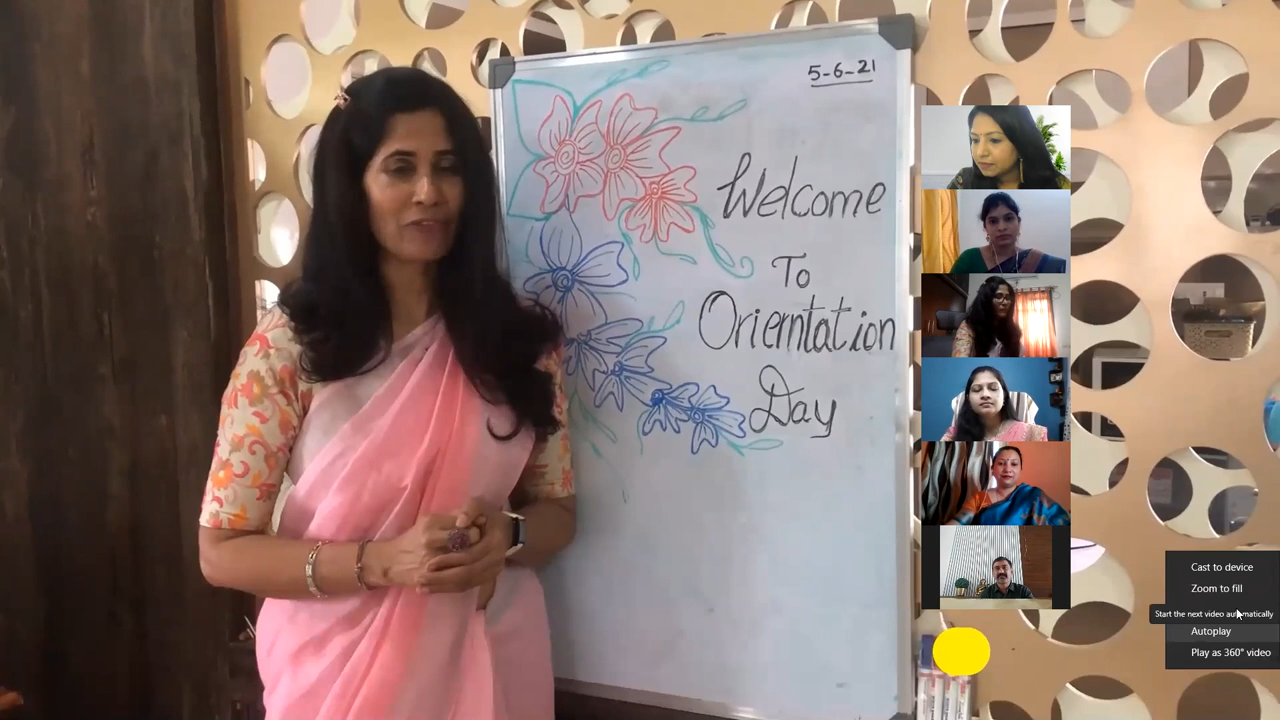 5-6-21
Welcome
To
Orierntation
Day
Cast to device
Zoom to fill
Start the next video automatically
Autoplay
Play as 360° video